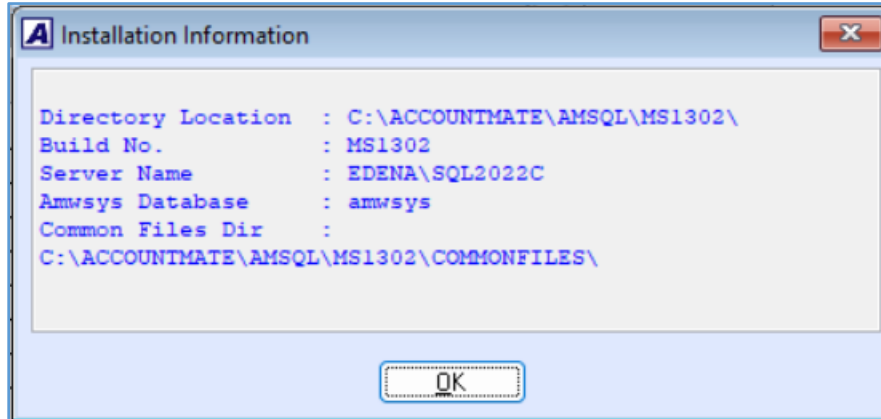 Installation Information
Directory Location : C:\ACCOUNTMATE\AMSQL\MS1302\
Build No. : MS1302
Server Name : EDENA\SQL2022C
Amwsys Database : amwsys
Common Files Dir :
C:\ACCOUNTMATE\AMSQL\MS1302\COMMONFILES\
OK